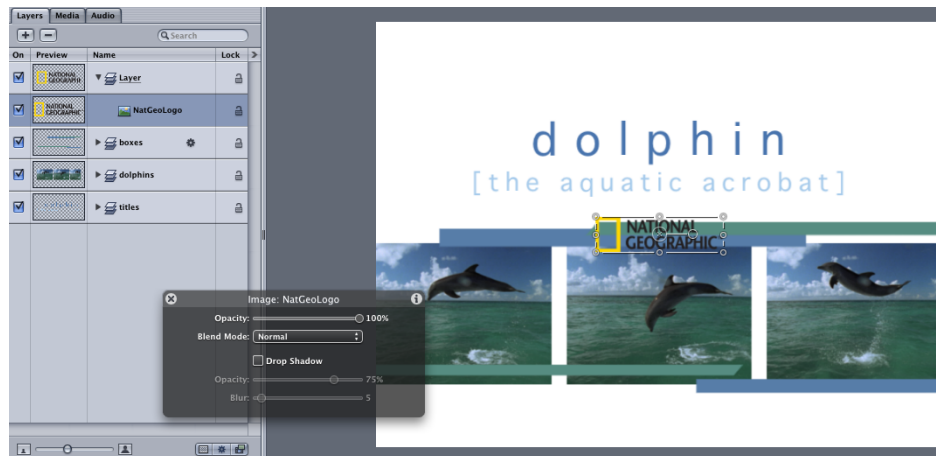 Layers Media Audio
Search
On Preview Name Lock >
NATIONAL
GEOGRAPHIC
Layer
NATIONAL
GEOGRAPHIC
NatGeoLogo
boxes
dolphins
titles
dolphin
[the aquatic acrobat]
NATIONAL
GEOGRAPHIC
Image: NatGeoLogo
Opacity: 100%
Blend Mode: Normal
Drop Shadow
Opacity: 75%
Blur: 5